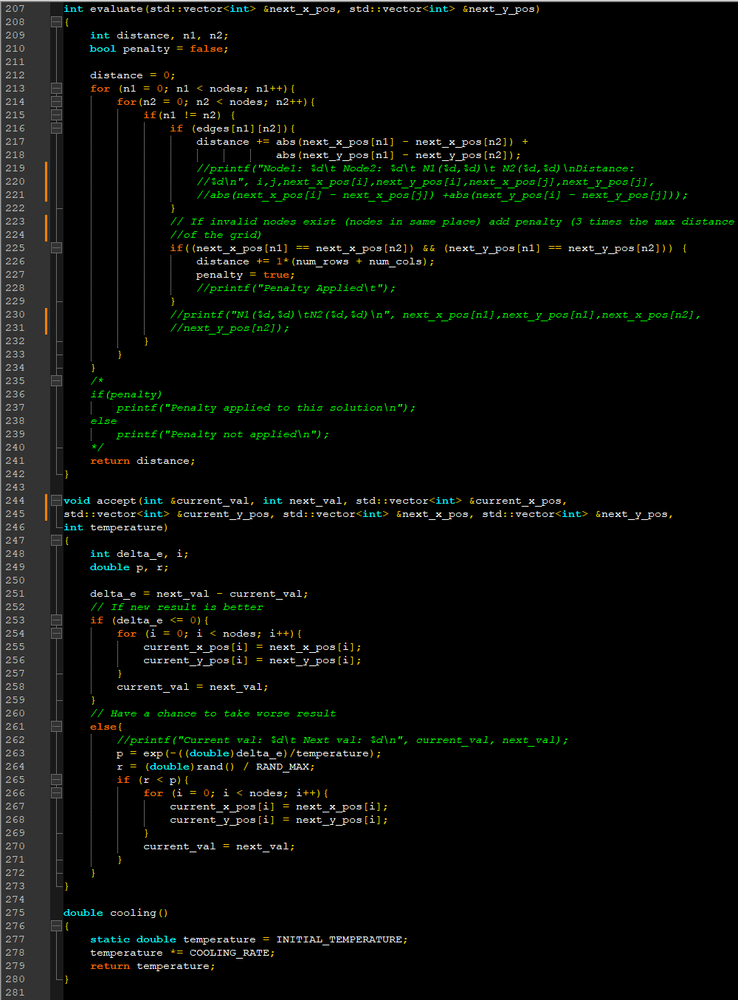 207 int evaluate(std::vector<int> &next_x_pos, std::vector<int> &next_y_pos)
208 {
209     int distance, n1, n2;
210     bool penalty = false;
211
212     distance = 0;
213     for (n1 = 0; n1 < nodes; n1++){
214         for(n2 = 0; n2 < nodes; n2++){
215             if(n1 != n2) {
216                 if (edges[n1][n2]){
217                     distance += abs(next_x_pos[n1] - next_x_pos[n2]) +
218                                 abs(next_y_pos[n1] - next_y_pos[n2]);
219                     //printf("Node1: %d\t Node2: %d\t N1(%d,%d)\t N2(%d,%d)\nDistance:
220                     //%d\n", i,j,next_x_pos[i],next_y_pos[i],next_x_pos[j],next_y_pos[j],
221                     //abs(next_x_pos[i] - next_x_pos[j]) +abs(next_y_pos[i] - next_y_pos[j]));
222                 }
223                 // If invalid nodes exist (nodes in same place) add penalty (3 times the max distance
224                 //of the grid)
225                 if((next_x_pos[n1] == next_x_pos[n2]) && (next_y_pos[n1] == next_y_pos[n2])) {
226                     distance += 1*(num_rows + num_cols);
227                     penalty = true;
228                     //printf("Penalty Applied\t");
229                 }
230                 //printf("N1(%d,%d)\tN2(%d,%d)\n", next_x_pos[n1],next_y_pos[n1],next_x_pos[n2],
231                 //next_y_pos[n2]);
232             }
233         }
234     }
235     /*
236     if(penalty)
237         printf("Penalty applied to this solution\n");
238     else
239         printf("Penalty not applied\n");
240     */
241     return distance;
242 }
243
244 void accept(int &current_val, int next_val, std::vector<int> &current_x_pos,
245 std::vector<int> &current_y_pos, std::vector<int> &next_x_pos, std::vector<int> &next_y_pos,
246 int temperature)
247 {
248     int delta_e, i;
249     double p, r;
250
251     delta_e = next_val - current_val;
252     // If new result is better
253     if (delta_e <= 0){
254         for (i = 0; i < nodes; i++){
255             current_x_pos[i] = next_x_pos[i];
256             current_y_pos[i] = next_y_pos[i];
257         }
258         current_val = next_val;
259     }
260     // Have a chance to take worse result
261     else{
262         //printf("Current val: %d\t Next val: %d\n", current_val, next_val);
263         p = exp(-((double)delta_e)/temperature);
264         r = (double)rand() / RAND_MAX;
265         if (r < p){
266             for (i = 0; i < nodes; i++){
267                 current_x_pos[i] = next_x_pos[i];
268                 current_y_pos[i] = next_y_pos[i];
269             }
270             current_val = next_val;
271         }
272     }
273 }
274
275 double cooling()
276 {
277     static double temperature = INITIAL_TEMPERATURE;
278     temperature *= COOLING_RATE;
279     return temperature;
280 }
281